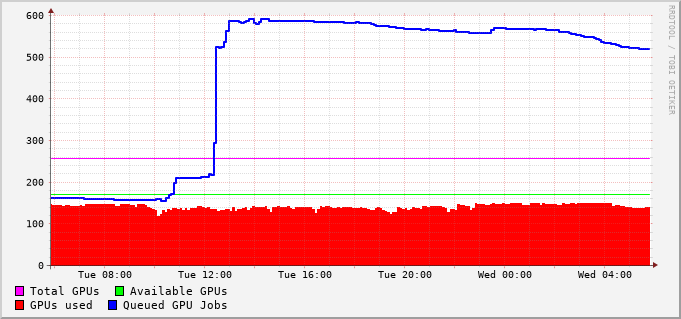 600
500
400
300
200
100
0
Tue 08:00 Tue 12:00 Tue 16:00 Tue 20:00 Wed 00:00 Wed 04:00
Total GPUs Available GPUs
GPUs used Queued GPU Jobs
RRDTOOL / TOBI OETIKER